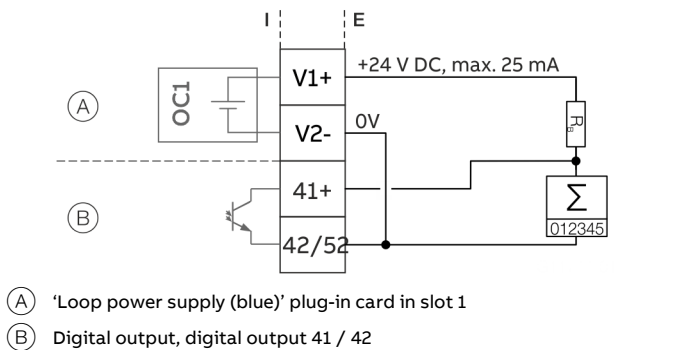 I E
V1+ +24 V DC, max. 25 mA
OC1
A
RB
V2- 0V
41+
Σ
B
42/52
012345
A ‘Loop power supply (blue)’ plug-in card in slot 1
B Digital output, digital output 41 / 42